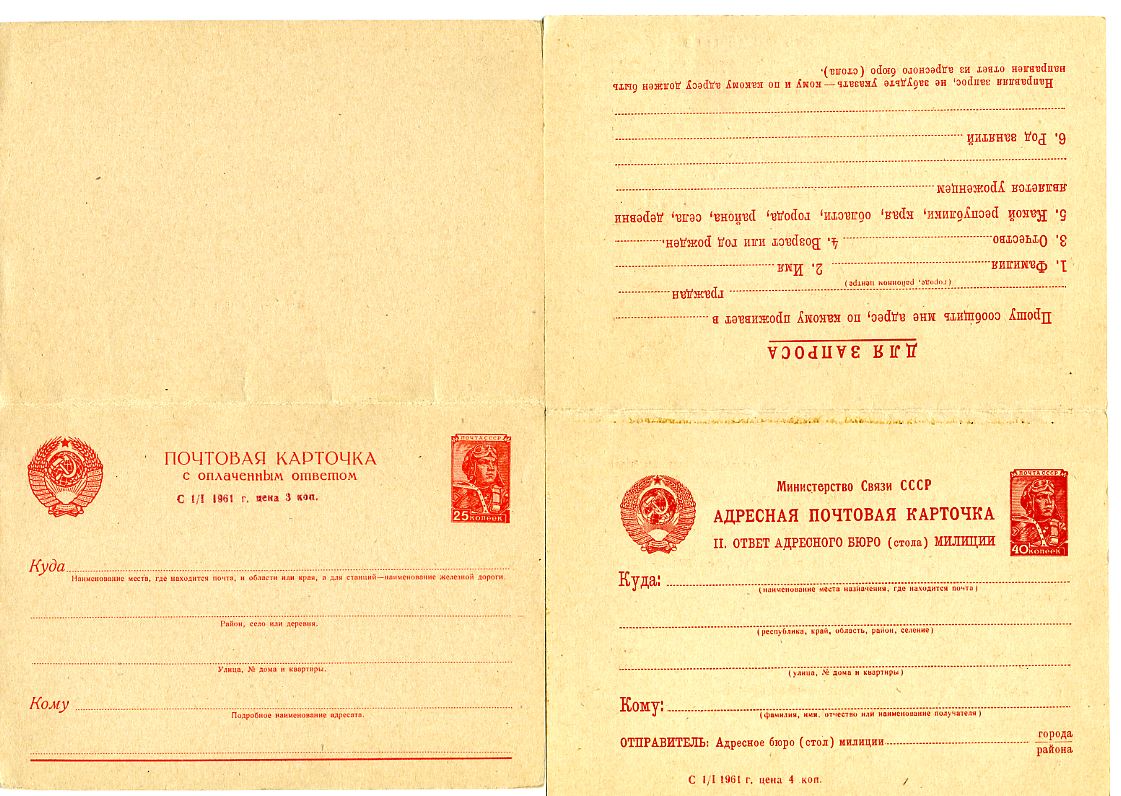 ПОЧТА СССР
25 КОПЕЕК
ПОЧТОВАЯ КАРТОЧКА
с оплаченным ответом
С 1/I 1961 г. цена 3 коп.
Куда
Наименование места, где находится почта, и области или края, а для станций—наименование железной дороги.
Район, село или деревня.
Улица, № дома и квартиры.
Кому
Подробное наименование адресата.
ДЛЯ ЗАПРОСА
Прошу сообщить мне адрес, по какому проживает в
(городе, районном центре)
граждан
1. Фамилия 2. Имя
3. Отчество 4. Возраст или год рожден.
5. Какой республики, края, области, города, района, села, деревни
является уроженцем
6. Род занятий
Направляя запрос, не забудьте указать—кому и по какому адресу должен быть
направлен ответ из адресного бюро (стола).
ПОЧТА СССР
40 КОПЕЕК
Министерство Связи СССР
АДРЕСНАЯ ПОЧТОВАЯ КАРТОЧКА
II. ОТВЕТ АДРЕСНОГО БЮРО (стола) МИЛИЦИИ
Куда:
(наименование места назначения, где находится почта)
(республика, край, область, район, селение)
(улица, № дома и квартиры)
Кому:
(фамилия, имя, отчество или наименование получателя)
ОТПРАВИТЕЛЬ: Адресное бюро (стол) милиции города
района
С 1/I 1961 г. цена 4 коп.